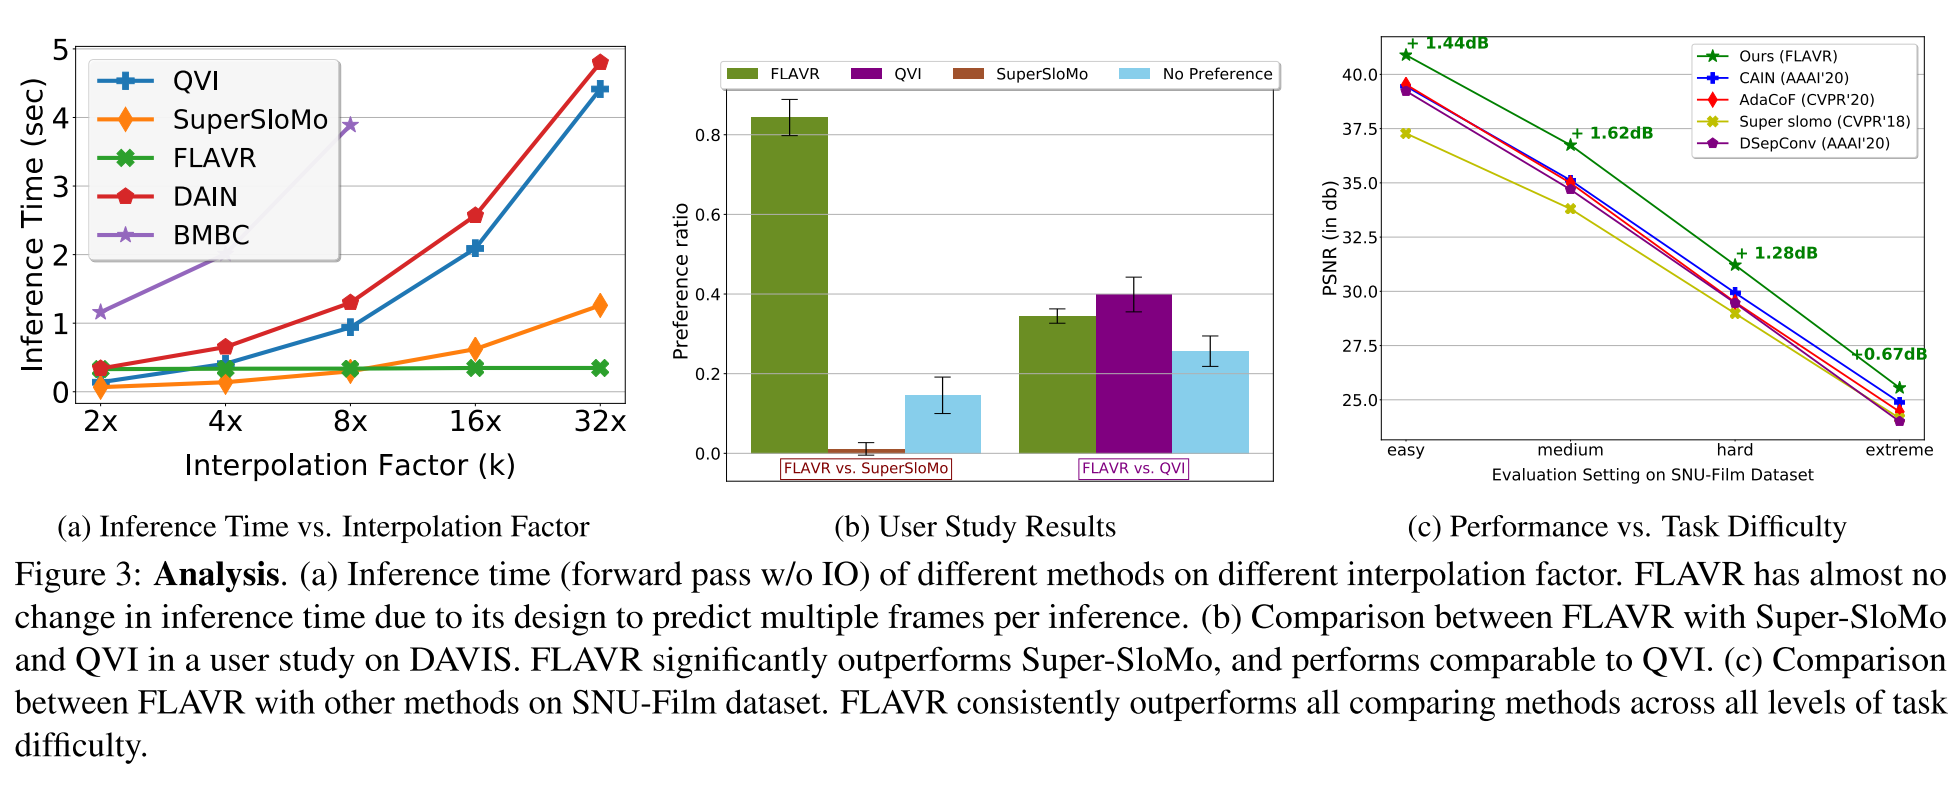 5
4
3
2
1
0
Inference Time (sec)
QVI
SuperSloMo
FLAVR
DAIN
BMBC
2x 4x 8x 16x 32x
Interpolation Factor (k)
(a) Inference Time vs. Interpolation Factor
FLAVR QVI SuperSloMo No Preference
0.8
0.6
0.4
0.2
0.0
Preference ratio
FLAVR vs. SuperSloMo FLAVR vs. QVI
(b) User Study Results
40.0
37.5
35.0
32.5
30.0
27.5
25.0
PSNR (in db)
+ 1.44dB
+ 1.62dB
+ 1.28dB
+0.67dB
Ours (FLAVR)
CAIN (AAAI'20)
AdaCoF (CVPR'20)
Super slomo (CVPR'18)
DSepConv (AAAI'20)
easy medium hard extreme
Evaluation Setting on SNU-Film Dataset
(c) Performance vs. Task Difficulty
Figure 3: Analysis. (a) Inference time (forward pass w/o IO) of different methods on different interpolation factor. FLAVR has almost no
change in inference time due to its design to predict multiple frames per inference. (b) Comparison between FLAVR with Super-SloMo
and QVI in a user study on DAVIS. FLAVR significantly outperforms Super-SloMo, and performs comparable to QVI. (c) Comparison
between FLAVR with other methods on SNU-Film dataset. FLAVR consistently outperforms all comparing methods across all levels of task
difficulty.